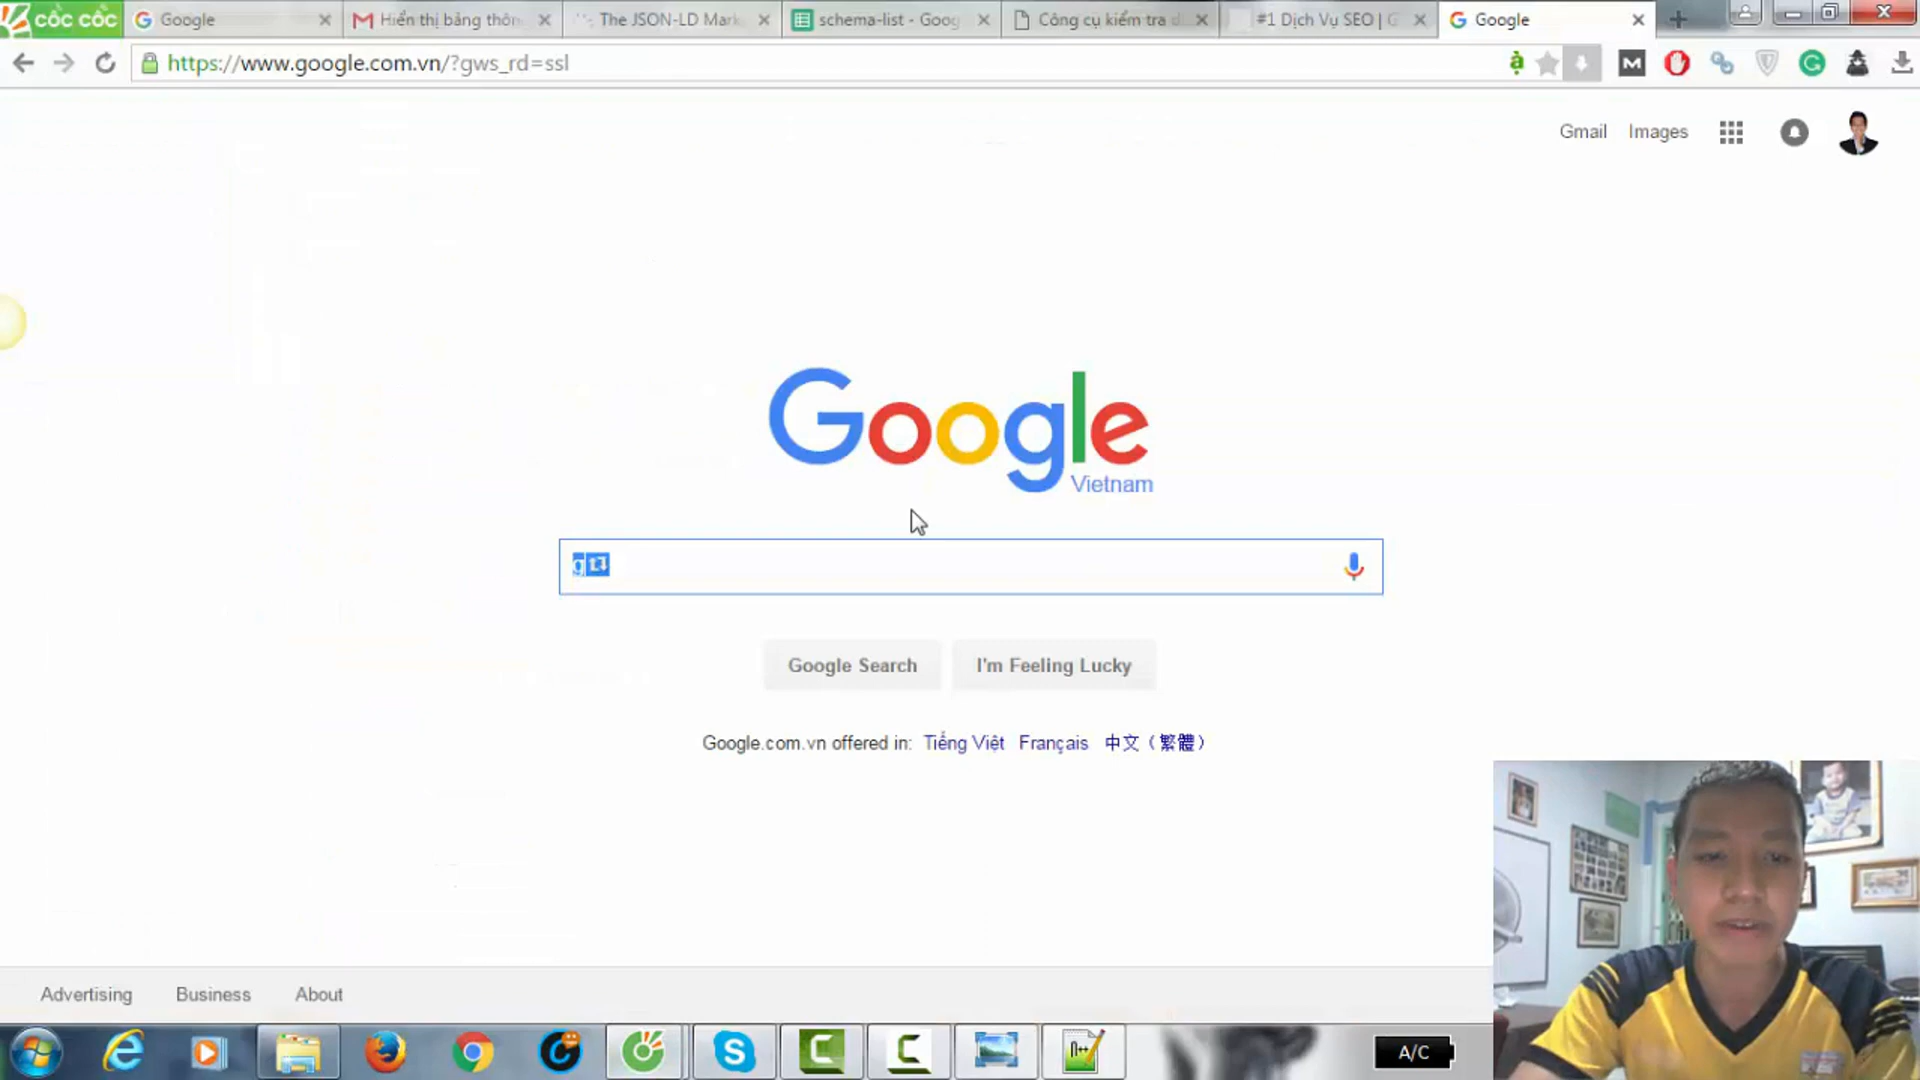 cốc cốc
Google
Hiển thị bảng thôn
The JSON-LD Mark
schema-list - Goog
Công cụ kiểm tra d
#1 Dịch Vụ SEO | G
Google
https://www.google.com.vn/?gws_rd=ssl
Gmail Images
Google
Vietnam
Google Search
I'm Feeling Lucky
Google.com.vn offered in: Tiếng Việt Français 中文（繁體）
Advertising Business About
A/C